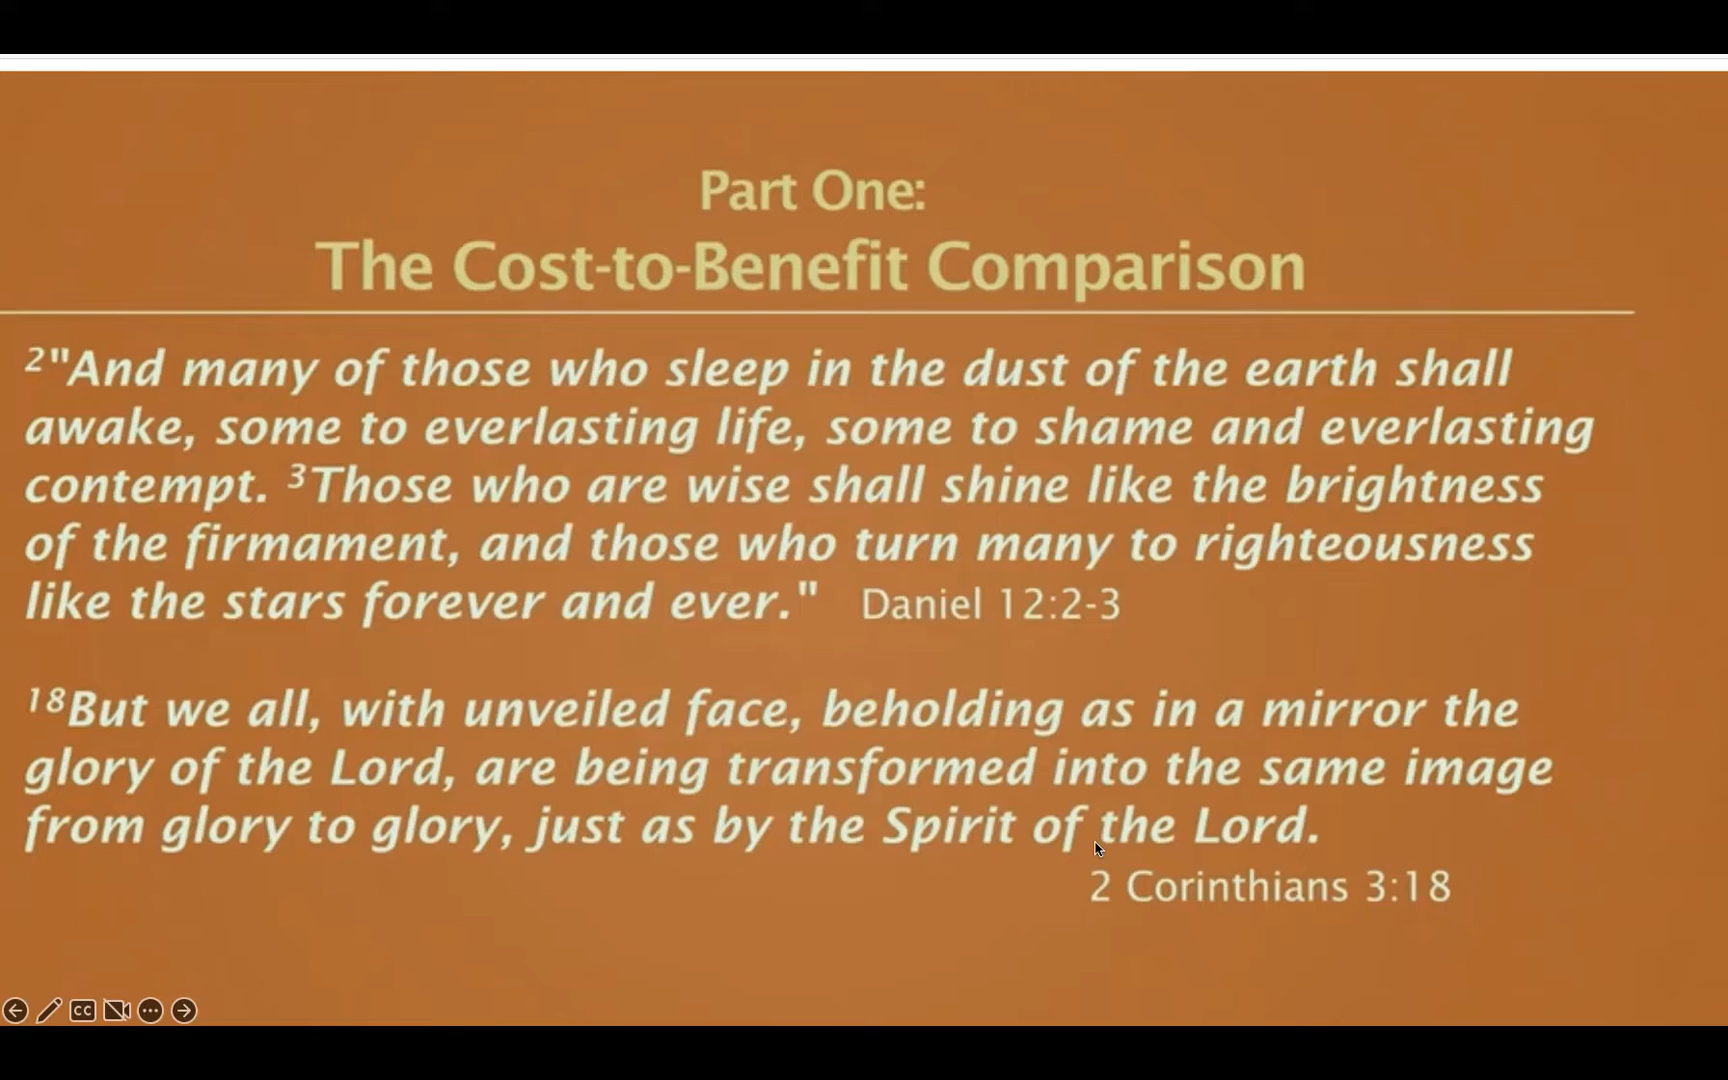 Part One:
The Cost-to-Benefit Comparison
²"And many of those who sleep in the dust of the earth shall
awake, some to everlasting life, some to shame and everlasting
contempt. ³Those who are wise shall shine like the brightness
of the firmament, and those who turn many to righteousness
like the stars forever and ever." Daniel 12:2-3
¹⁸But we all, with unveiled face, beholding as in a mirror the
glory of the Lord, are being transformed into the same image
from glory to glory, just as by the Spirit of the Lord.
2 Corinthians 3:18
CC